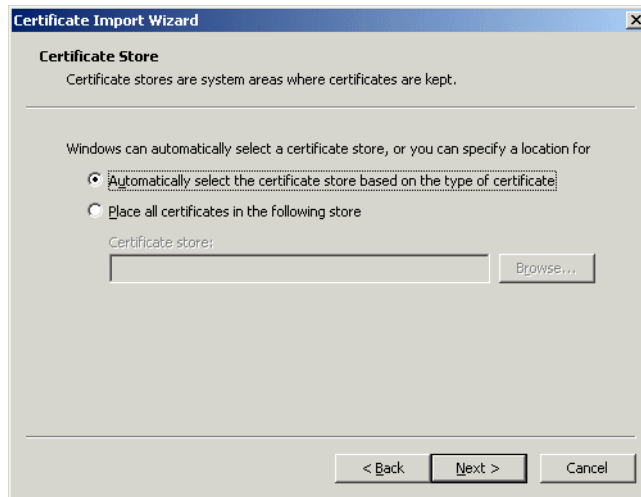 Certificate Import Wizard
Certificate Store
Certificate stores are system areas where certificates are kept.
Windows can automatically select a certificate store, or you can specify a location for
Automatically select the certificate store based on the type of certificate
Place all certificates in the following store
Certificate store:
Browse...
< Back
Next >
Cancel